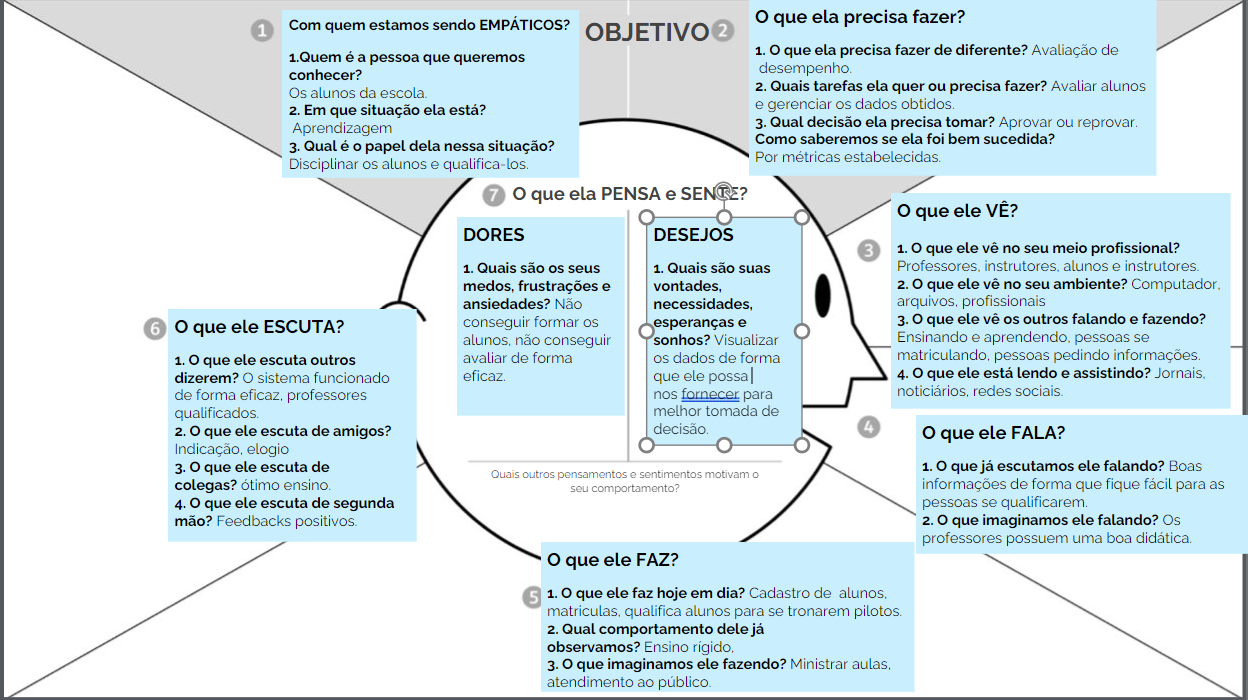 1
Com quem estamos sendo EMPÁTICOS?
1.Quem é a pessoa que queremos
conhecer?
Os alunos da escola.
2. Em que situação ela está?
Aprendizagem
3. Qual é o papel dela nessa situação?
Disciplinar os alunos e qualifica-los.
OBJETIVO
2
O que ela precisa fazer?
1. O que ela precisa fazer de diferente? Avaliação de
desempenho.
2. Quais tarefas ela quer ou precisa fazer? Avaliar alunos
e gerenciar os dados obtidos.
3. Qual decisão ela precisa tomar? Aprovar ou reprovar.
Como saberemos se ela foi bem sucedida?
Por métricas estabelecidas.
7
O que ela PENSA e SENTE?
DORES
1. Quais são os seus
medos, frustrações e
ansiedades? Não
conseguir formar os
alunos, não conseguir
avaliar de forma
eficaz.
DESEJOS
1. Quais são suas
vontades,
necessidades,
esperanças e
sonhos? Visualizar
os dados de forma
que ele possa
nos fornecer para
melhor tomada de
decisão.
Quais outros pensamentos e sentimentos motivam o
seu comportamento?
3
O que ele VÊ?
1. O que ele vê no seu meio profissional?
Professores, instrutores, alunos e instrutores.
2. O que ele vê no seu ambiente? Computador,
arquivos, profissionais
3. O que ele vê os outros falando e fazendo?
Ensinando e aprendendo, pessoas se
matriculando, pessoas pedindo informações.
4. O que ele está lendo e assistindo? Jornais,
noticiários, redes sociais.
4
O que ele FALA?
1. O que já escutamos ele falando? Boas
informações de forma que fique fácil para as
pessoas se qualificarem.
2. O que imaginamos ele falando? Os
professores possuem uma boa didática.
5
O que ele FAZ?
1. O que ele faz hoje em dia? Cadastro de alunos,
matriculas, qualifica alunos para se tronarem pilotos.
2. Qual comportamento dele já
observamos? Ensino rígido,
3. O que imaginamos ele fazendo? Ministrar aulas,
atendimento ao público.
6
O que ele ESCUTA?
1. O que ele escuta outros
dizerem? O sistema funcionado
de forma eficaz, professores
qualificados.
2. O que ele escuta de amigos?
Indicação, elogio
3. O que ele escuta de
colegas? ótimo ensino.
4. O que ele escuta de segunda
mão? Feedbacks positivos.